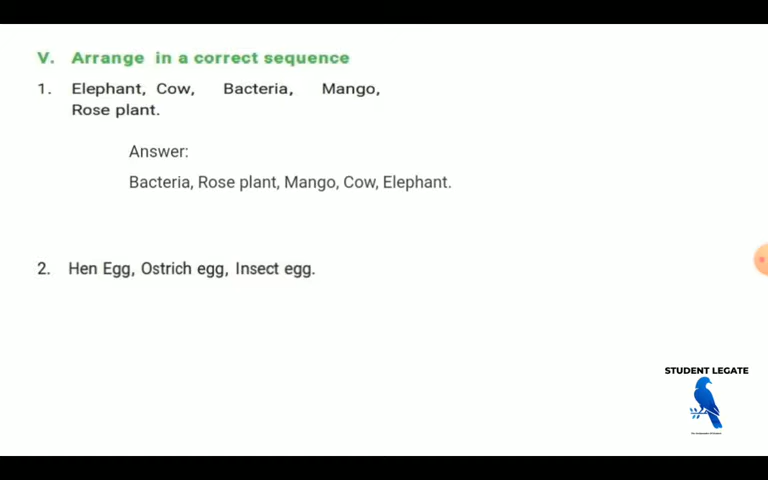 V. Arrange in a correct sequence
1. Elephant, Cow, Bacteria, Mango,
Rose plant.
Answer:
Bacteria, Rose plant, Mango, Cow, Elephant.
2. Hen Egg, Ostrich egg, Insect egg.
STUDENT LEGATE